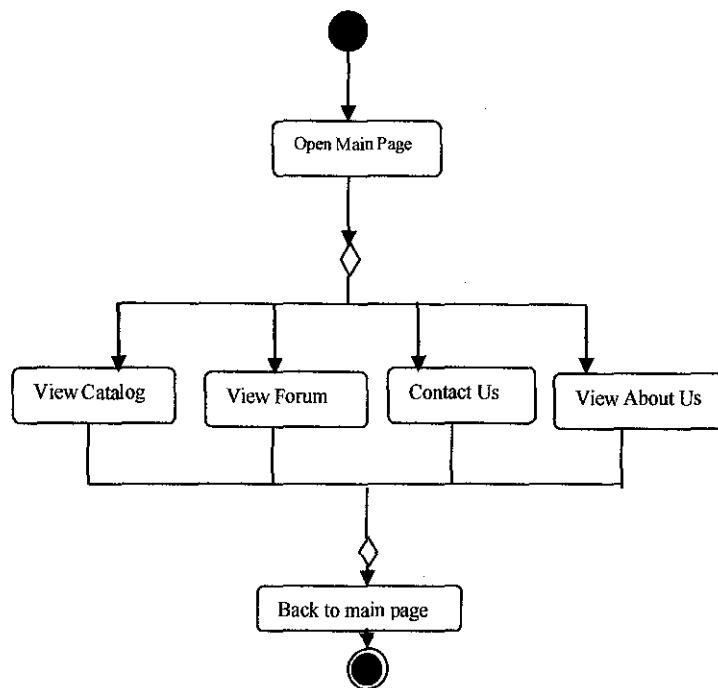 Open Main Page
View Catalog
View Forum
Contact Us
View About Us
Back to main page